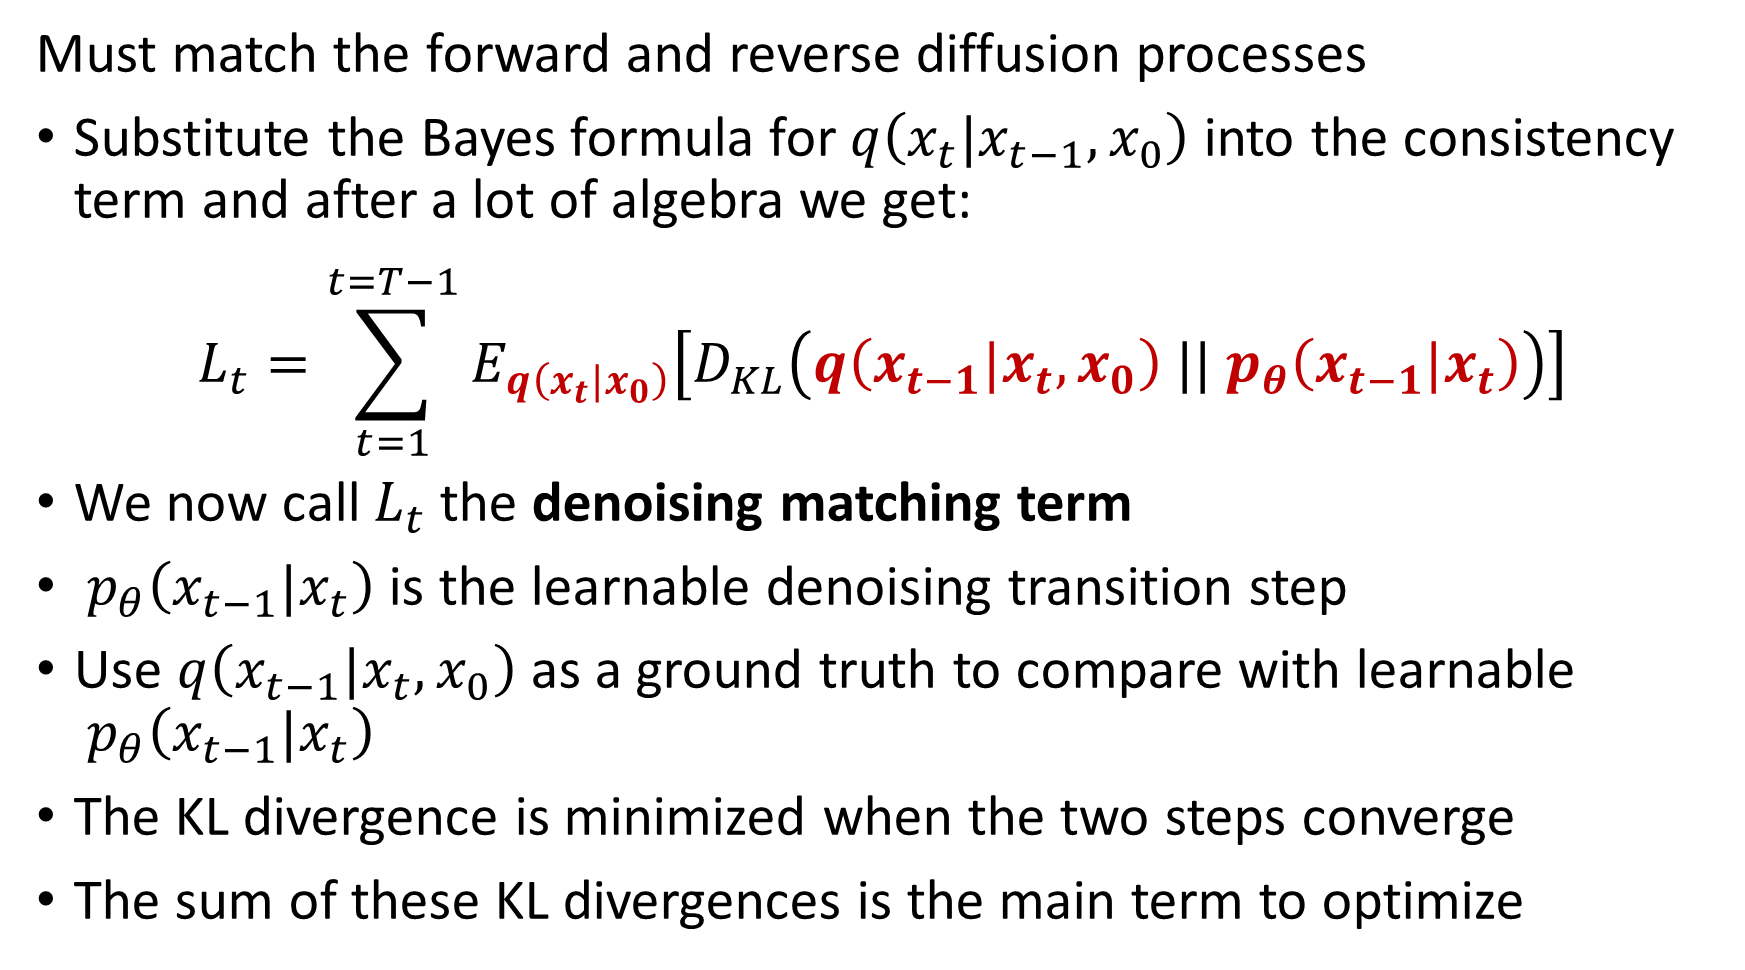 Must match the forward and reverse diffusion processes
• Substitute the Bayes formula for q(x_t|x_{t−1}, x_0) into the consistency
term and after a lot of algebra we get:
L_t = \sum_{t=1}^{t=T−1} E_{q(x_t|x_0)}[D_{KL}(q(x_{t−1}|x_t, x_0) || p_θ(x_{t−1}|x_t))]
• We now call L_t the denoising matching term
• p_θ(x_{t−1}|x_t) is the learnable denoising transition step
• Use q(x_{t−1}|x_t, x_0) as a ground truth to compare with learnable
p_θ(x_{t−1}|x_t)
• The KL divergence is minimized when the two steps converge
• The sum of these KL divergences is the main term to optimize